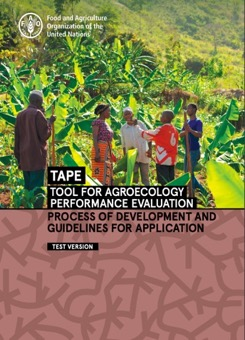 Food and Agriculture
Organization of the
United Nations
TAPE
TOOL FOR AGROECOLOGY
PERFORMANCE EVALUATION
PROCESS OF DEVELOPMENT AND
GUIDELINES FOR APPLICATION
TEST VERSION